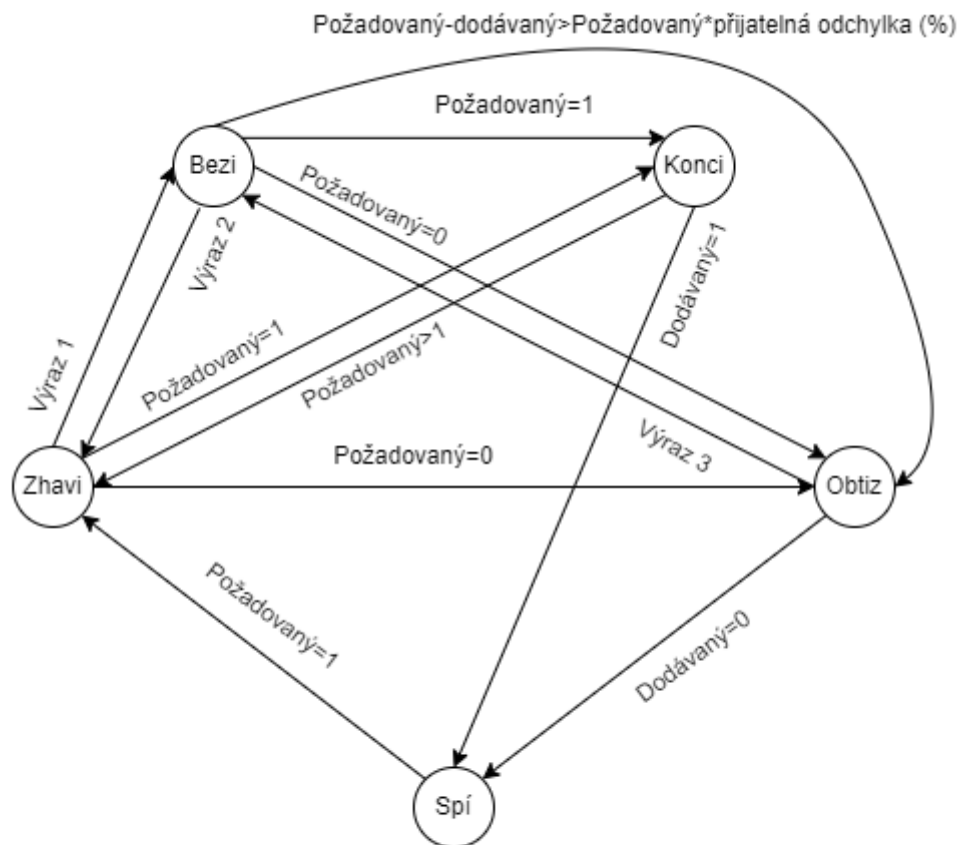 Požadovaný-dodávaný>Požadovaný*přijatelná odchylka (%)
Požadovaný=1
Bezi
Konci
Požadovaný=0
Výraz 2
Dodávaný=1
Výraz 1
Požadovaný=1
Požadovaný>1
Výraz 3
Požadovaný=0
Zhavi
Obtiz
Požadovaný=1
Dodávaný=0
Spí